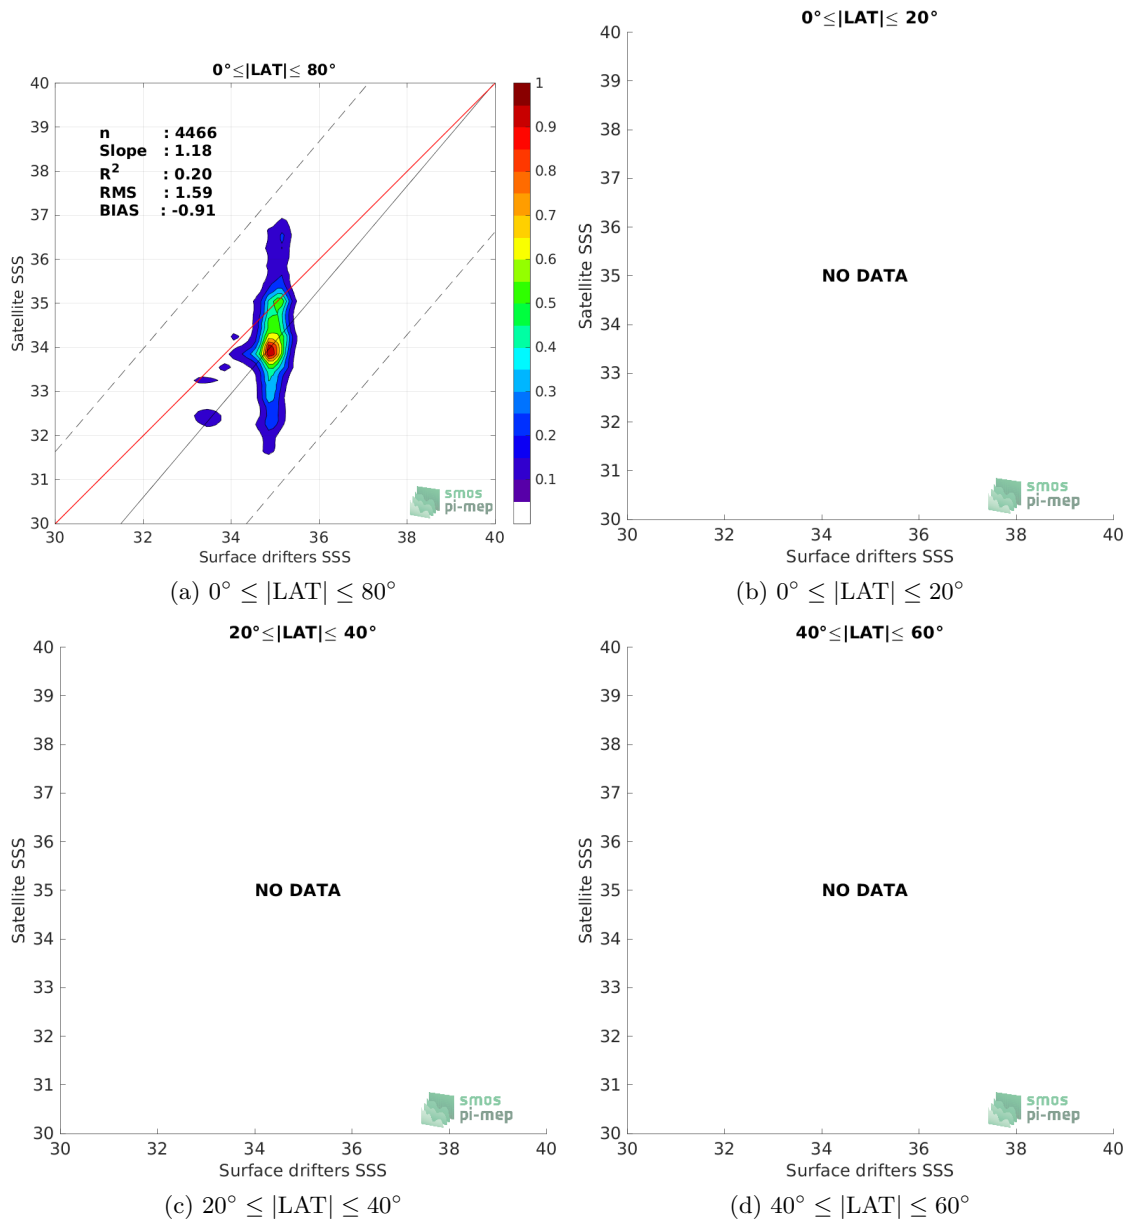 0°≤|LAT|≤ 80°
40
39
38
37
36
35
34
33
32
31
30
Satellite SSS
n : 4466
Slope : 1.18
R² : 0.20
RMS : 1.59
BIAS : -0.91
smos
pi-mep
30 32 34 36 38 40
Surface drifters SSS
1
0.9
0.8
0.7
0.6
0.5
0.4
0.3
0.2
0.1
(a) 0° ≤ |LAT| ≤ 80°
0°≤|LAT|≤ 20°
40
39
38
37
36
35
34
33
32
31
30
Satellite SSS
NO DATA
smos
pi-mep
30 32 34 36 38 40
Surface drifters SSS
(b) 0° ≤ |LAT| ≤ 20°
20°≤|LAT|≤ 40°
40
39
38
37
36
35
34
33
32
31
30
Satellite SSS
NO DATA
smos
pi-mep
30 32 34 36 38 40
Surface drifters SSS
(c) 20° ≤ |LAT| ≤ 40°
40°≤|LAT|≤ 60°
40
39
38
37
36
35
34
33
32
31
30
Satellite SSS
NO DATA
smos
pi-mep
30 32 34 36 38 40
Surface drifters SSS
(d) 40° ≤ |LAT| ≤ 60°